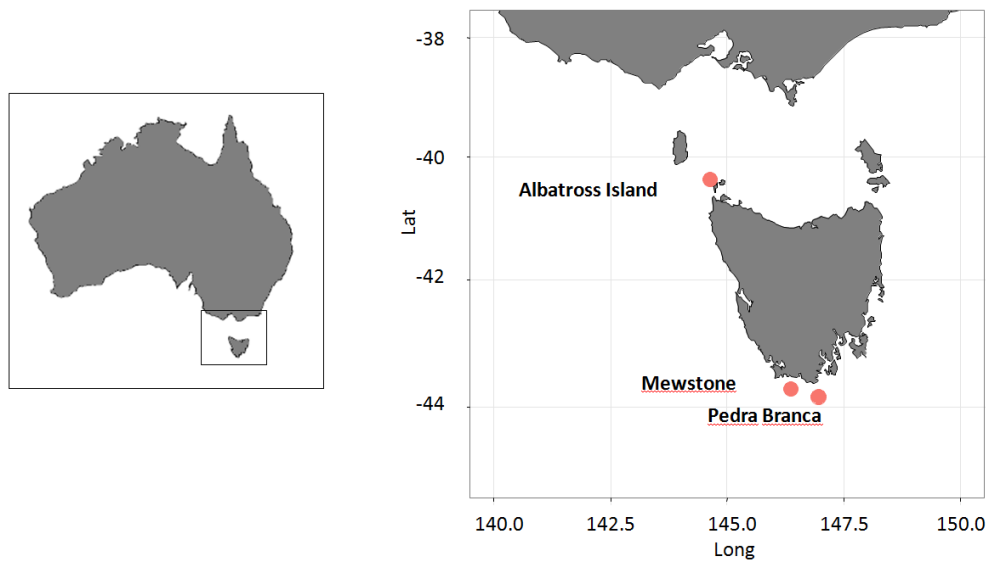 -38
-40
Albatross Island
Lat
-42
Mewstone
-44
Pedra Branca
140.0 142.5 145.0 147.5 150.0
Long